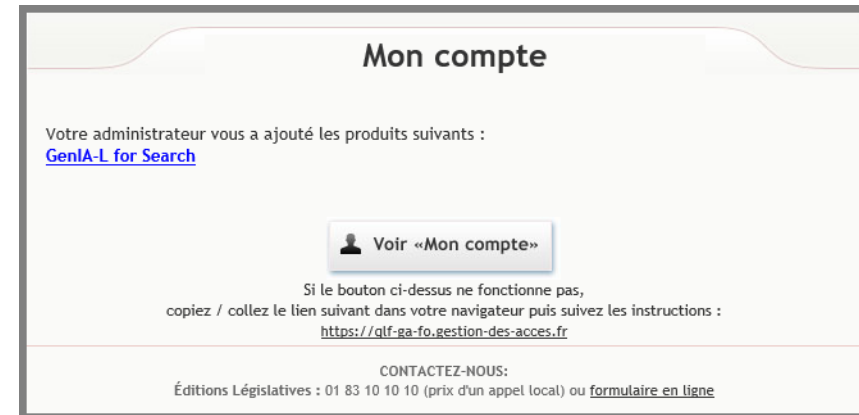 Mon compte
Votre administrateur vous a ajouté les produits suivants :
GenIA-L for Search
Voir «Mon compte»
Si le bouton ci-dessus ne fonctionne pas,
copiez / collez le lien suivant dans votre navigateur puis suivez les instructions :
https://qlf-ga-fo.gestion-des-acces.fr
CONTACTEZ-NOUS:
Éditions Législatives : 01 83 10 10 10 (prix d'un appel local) ou formulaire en ligne